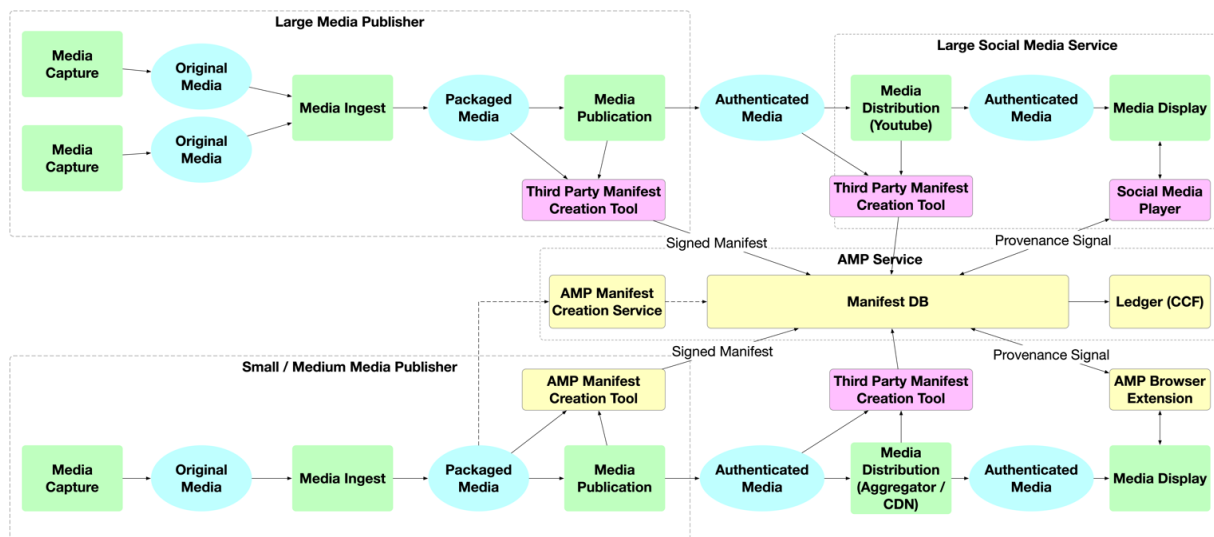 Large Media Publisher
Large Social Media Service
Media
Capture
Original
Media
Media Ingest
Packaged
Media
Media
Publication
Authenticated
Media
Media
Distribution
(Youtube)
Authenticated
Media
Media Display
Media
Capture
Original
Media
Third Party Manifest
Creation Tool
Third Party Manifest
Creation Tool
Social Media
Player
Signed Manifest
Provenance Signal
AMP Service
AMP Manifest
Creation Service
Manifest DB
Ledger (CCF)
Signed Manifest
Provenance Signal
Small / Medium Media Publisher
AMP Manifest
Creation Tool
Third Party Manifest
Creation Tool
AMP Browser
Extension
Media
Capture
Original
Media
Media Ingest
Packaged
Media
Media
Publication
Authenticated
Media
Media
Distribution
(Aggregator /
CDN)
Authenticated
Media
Media Display